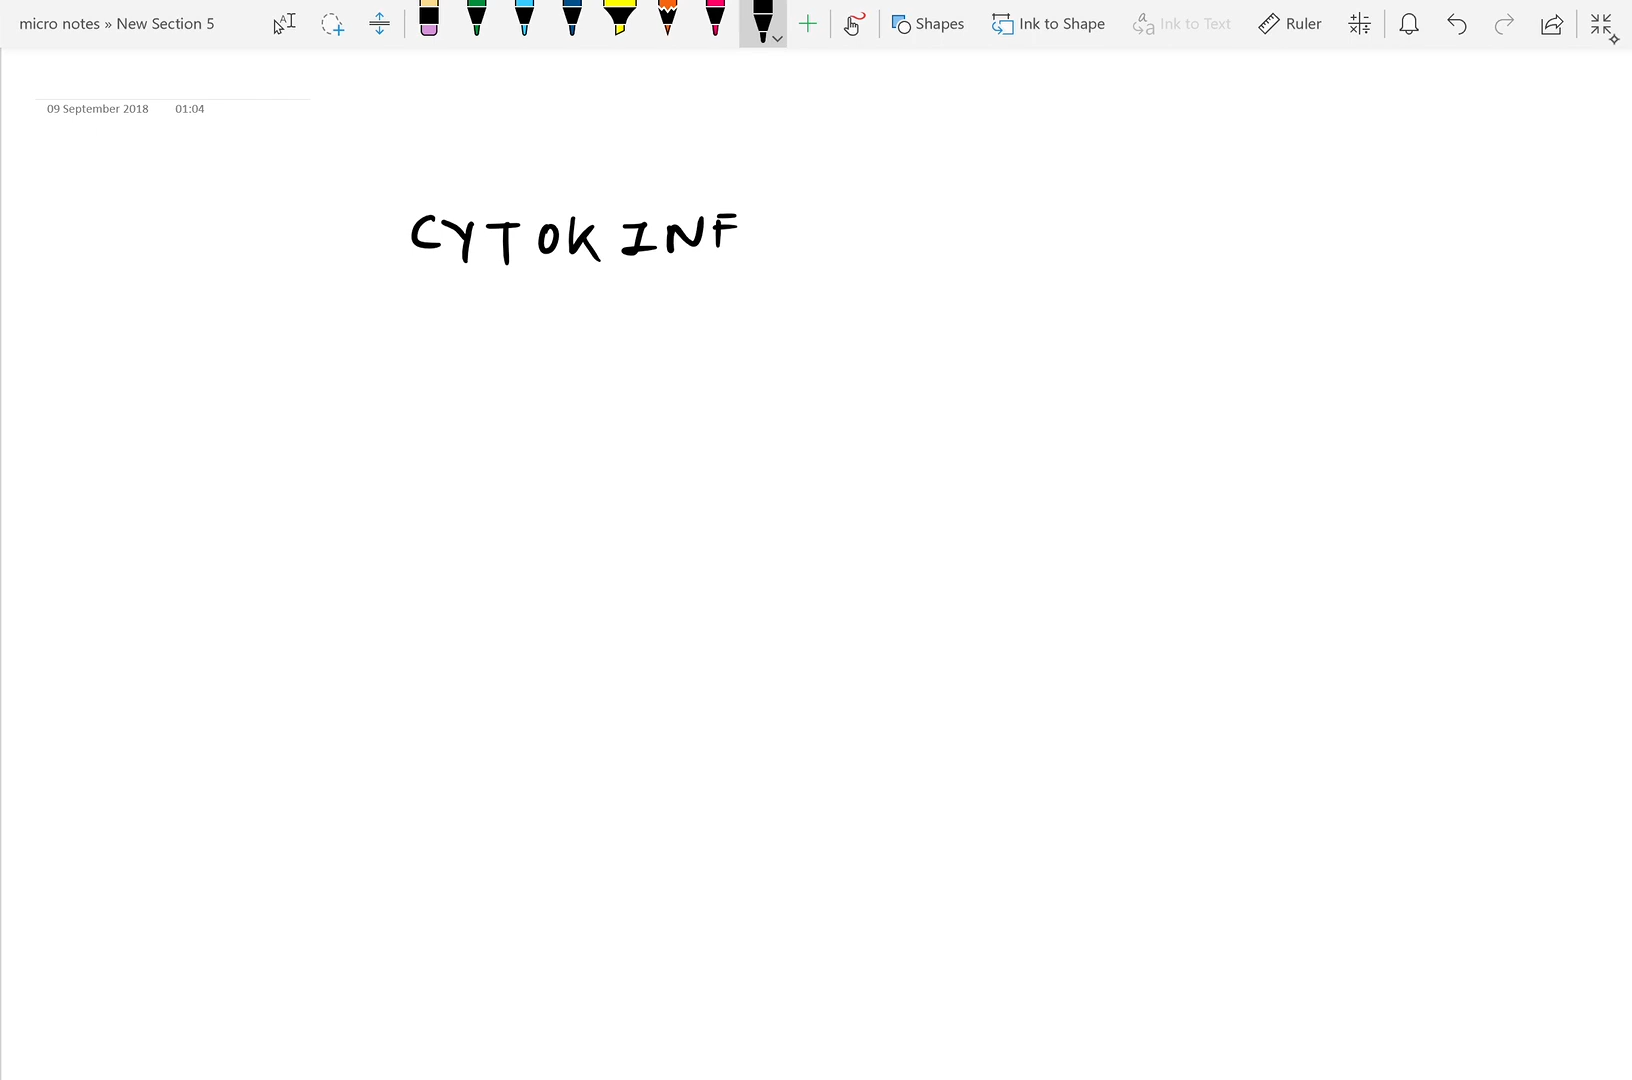 micro notes » New Section 5 Shapes Ink to Shape Ink to Text Ruler
09 September 2018 01:04
CYTOKINF